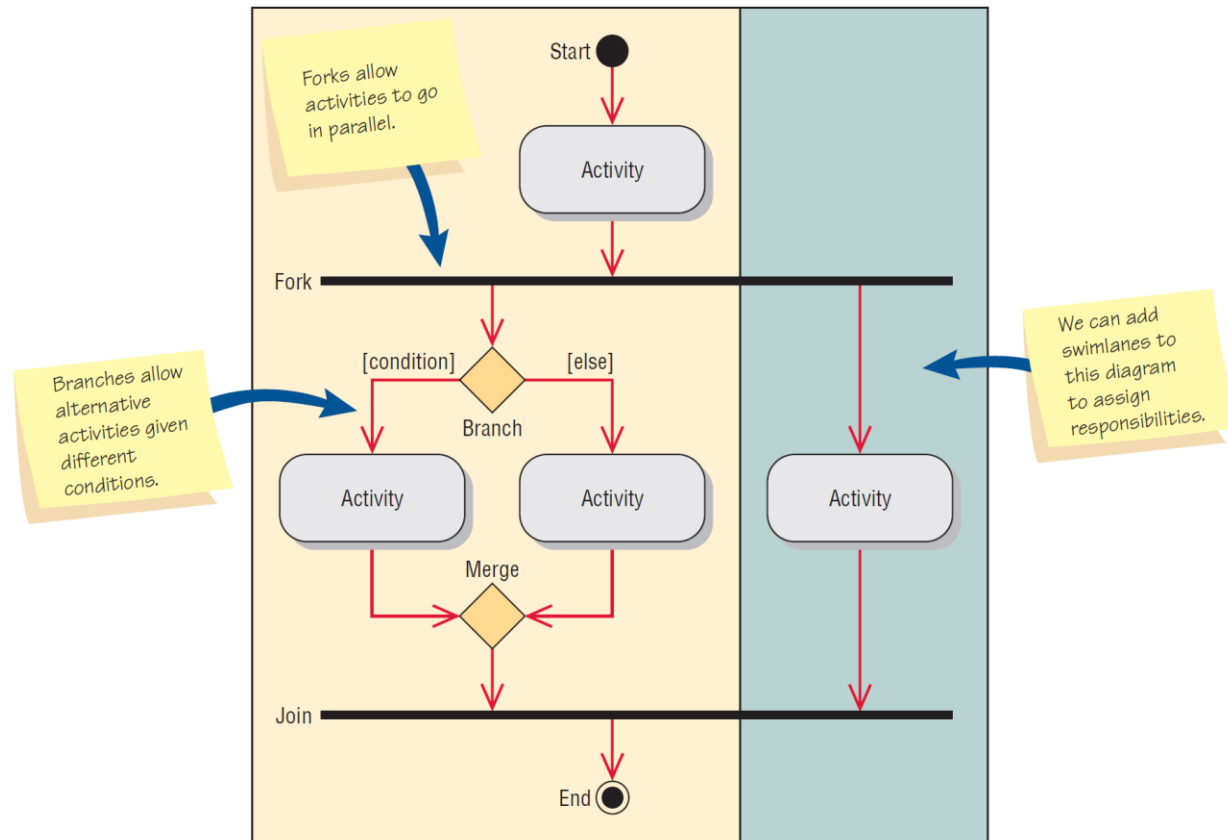 Start
Forks allow
activities to go
in parallel.
Activity
Fork
[condition]
[else]
Branch
Branches allow
alternative
activities given
different
conditions.
We can add
swimlanes to
this diagram
to assign
responsibilities.
Activity
Activity
Activity
Merge
Join
End